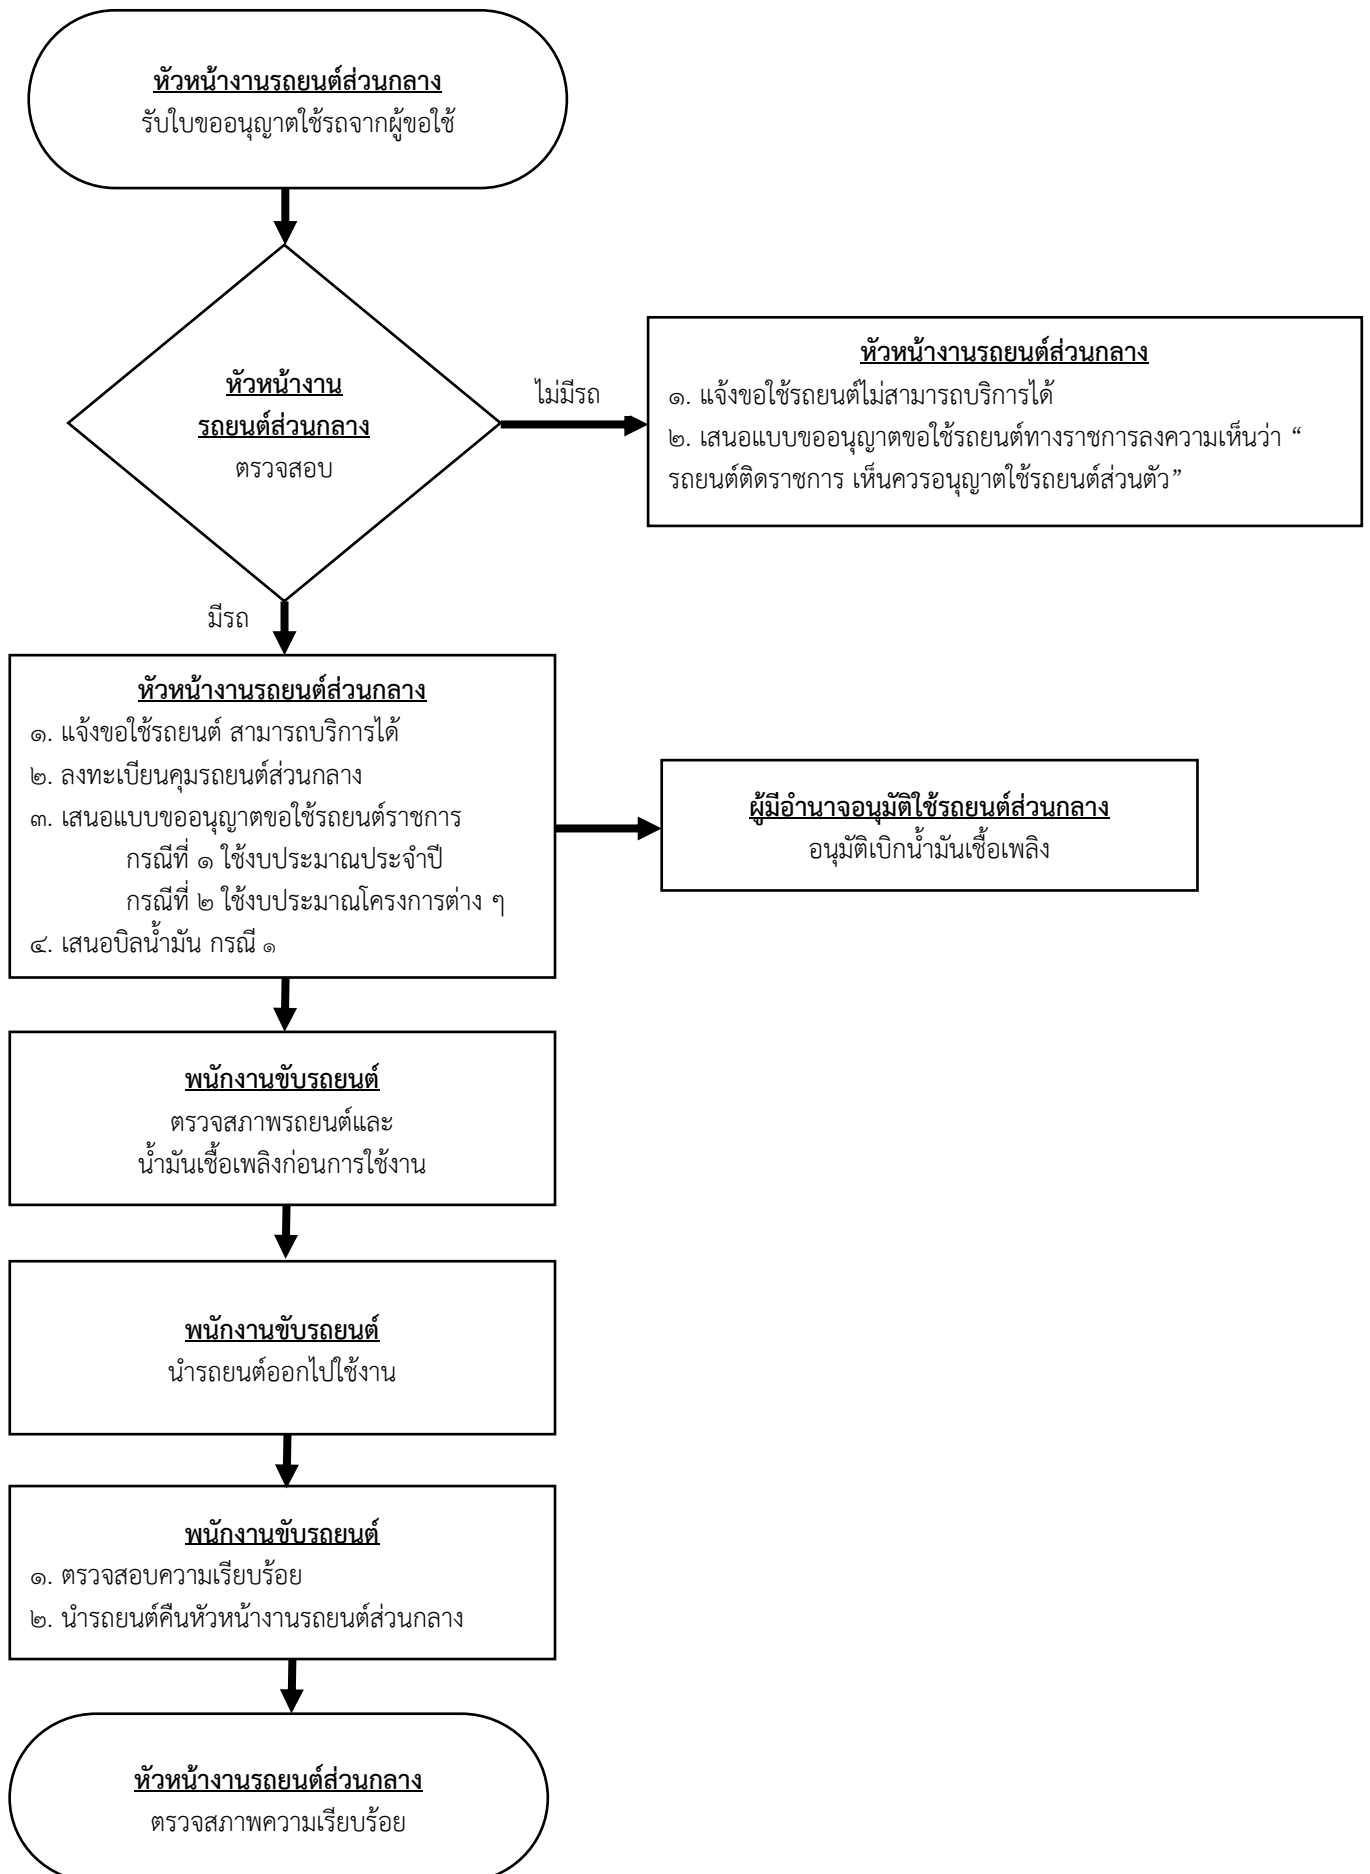 หัวหน้างานรถยนต์ส่วนกลาง
รับใบขออนุญาตใช้รถจากผู้ขอใช้
หัวหน้างาน
รถยนต์ส่วนกลาง
ตรวจสอบ
ไม่มีรถ
หัวหน้างานรถยนต์ส่วนกลาง
๑. แจ้งขอใช้รถยนต์ไม่สามารถบริการได้
๒. เสนอแบบขออนุญาตขอใช้รถยนต์ทางราชการลงความเห็นว่า “
รถยนต์ติดราชการ เห็นควรอนุญาตใช้รถยนต์ส่วนตัว”
มีรถ
หัวหน้างานรถยนต์ส่วนกลาง
๑. แจ้งขอใช้รถยนต์ สามารถบริการได้
๒. ลงทะเบียนคุมรถยนต์ส่วนกลาง
๓. เสนอแบบขออนุญาตขอใช้รถยนต์ราชการ
กรณีที่ ๑ ใช้งบประมาณประจำปี
กรณีที่ ๒ ใช้งบประมาณโครงการต่าง ๆ
๔. เสนอบิลน้ำมัน กรณี ๑
ผู้มีอำนาจอนุมัติใช้รถยนต์ส่วนกลาง
อนุมัติเบิกน้ำมันเชื้อเพลิง
พนักงานขับรถยนต์
ตรวจสภาพรถยนต์และ
น้ำมันเชื้อเพลิงก่อนการใช้งาน
พนักงานขับรถยนต์
นำรถยนต์ออกไปใช้งาน
พนักงานขับรถยนต์
๑. ตรวจสอบความเรียบร้อย
๒. นำรถยนต์คืนหัวหน้างานรถยนต์ส่วนกลาง
หัวหน้างานรถยนต์ส่วนกลาง
ตรวจสภาพความเรียบร้อย